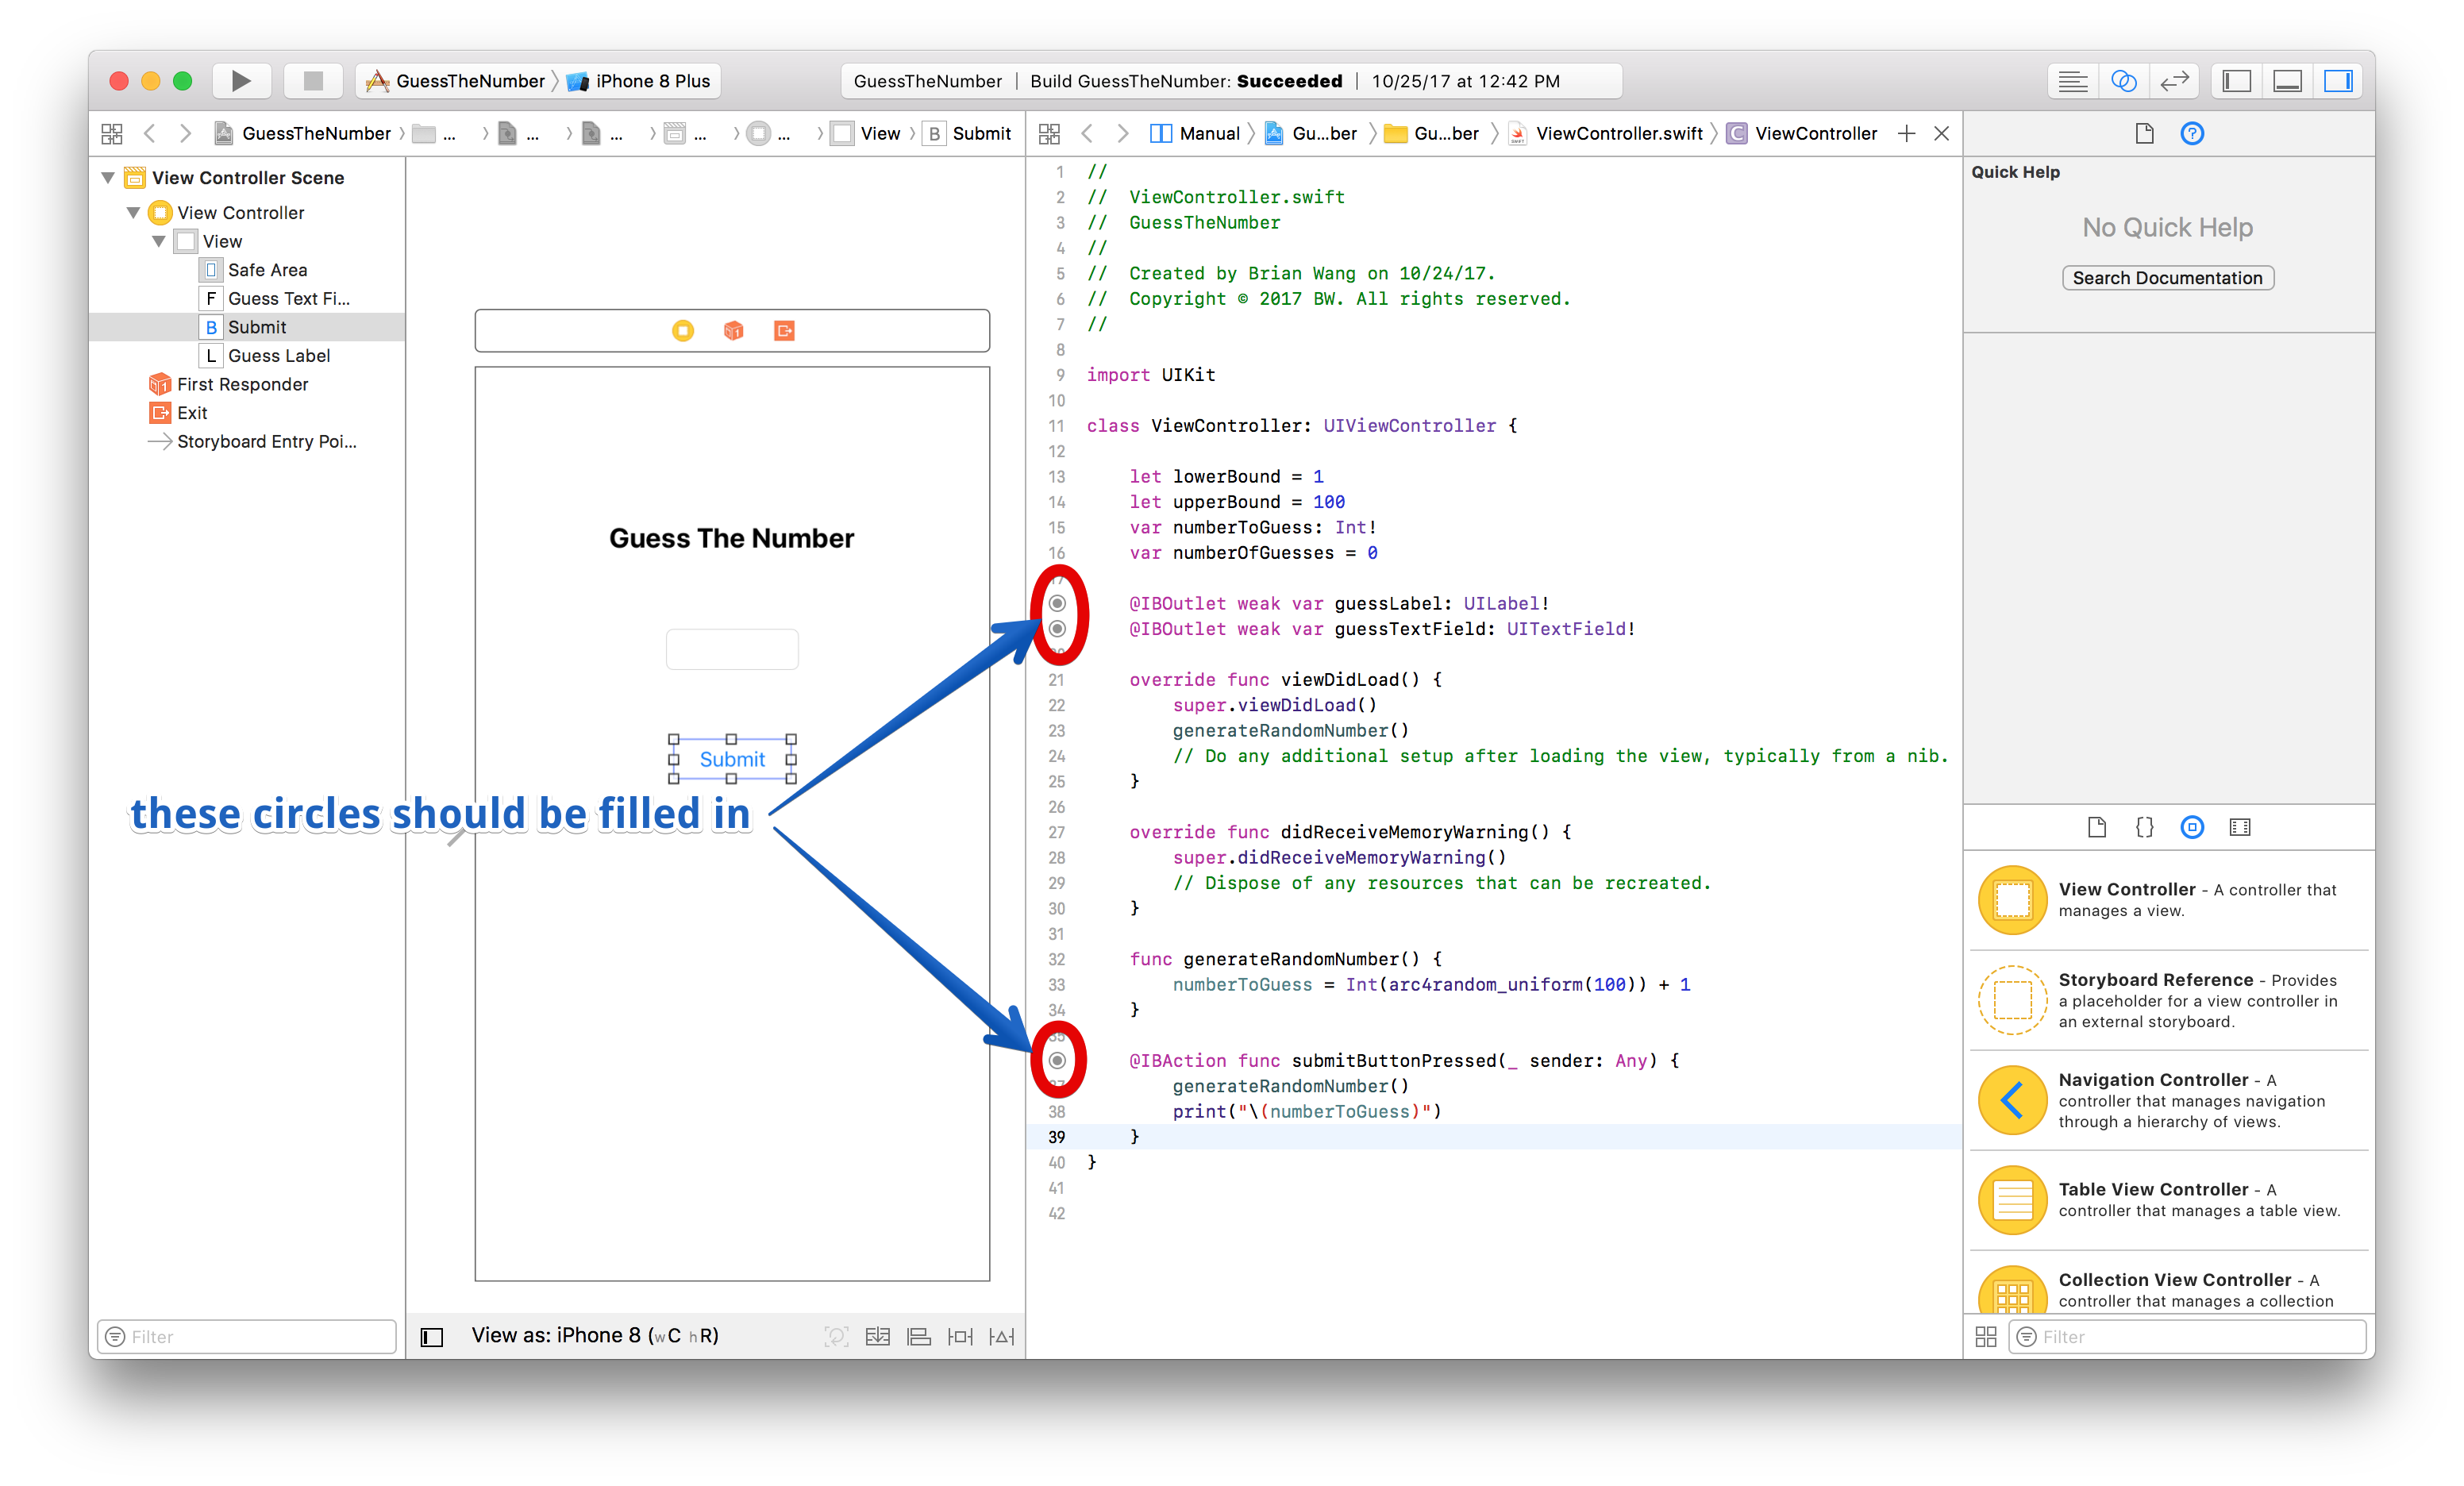 GuessTheNumber 〉 iPhone 8 Plus
GuessTheNumber | Build GuessTheNumber: Succeeded | 10/25/17 at 12:42 PM
GuessTheNumber 〉 ... 〉 ... 〉 ... 〉 ... 〉 ... 〉 View 〉 B Submit
Manual 〉 Gu...ber 〉 Gu...ber 〉 ViewController.swift 〉 C ViewController
View Controller Scene
View Controller
View
Safe Area
F Guess Text Fi...
B Submit
L Guess Label
First Responder
Exit
Storyboard Entry Poi...
Filter
Guess The Number
Submit
these circles should be filled in
View as: iPhone 8 (wC hR)
1 //
2 //  ViewController.swift
3 //  GuessTheNumber
4 //
5 //  Created by Brian Wang on 10/24/17.
6 //  Copyright © 2017 BW. All rights reserved.
7 //
8
9 import UIKit
10
11 class ViewController: UIViewController {
12
13     let lowerBound = 1
14     let upperBound = 100
15     var numberToGuess: Int!
16     var numberOfGuesses = 0
17
@IBOutlet weak var guessLabel: UILabel!
@IBOutlet weak var guessTextField: UITextField!
20
21     override func viewDidLoad() {
22         super.viewDidLoad()
23         generateRandomNumber()
24         // Do any additional setup after loading the view, typically from a nib.
25     }
26
27     override func didReceiveMemoryWarning() {
28         super.didReceiveMemoryWarning()
29         // Dispose of any resources that can be recreated.
30     }
31
32     func generateRandomNumber() {
33         numberToGuess = Int(arc4random_uniform(100)) + 1
34     }
35
@IBAction func submitButtonPressed(_ sender: Any) {
37         generateRandomNumber()
38         print("\(numberToGuess)")
39     }
40 }
41
42
Quick Help
No Quick Help
Search Documentation
{}
View Controller - A controller that
manages a view.
Storyboard Reference - Provides
a placeholder for a view controller in
an external storyboard.
Navigation Controller - A
controller that manages navigation
through a hierarchy of views.
Table View Controller - A
controller that manages a table view.
Collection View Controller - A
controller that manages a collection
Filter